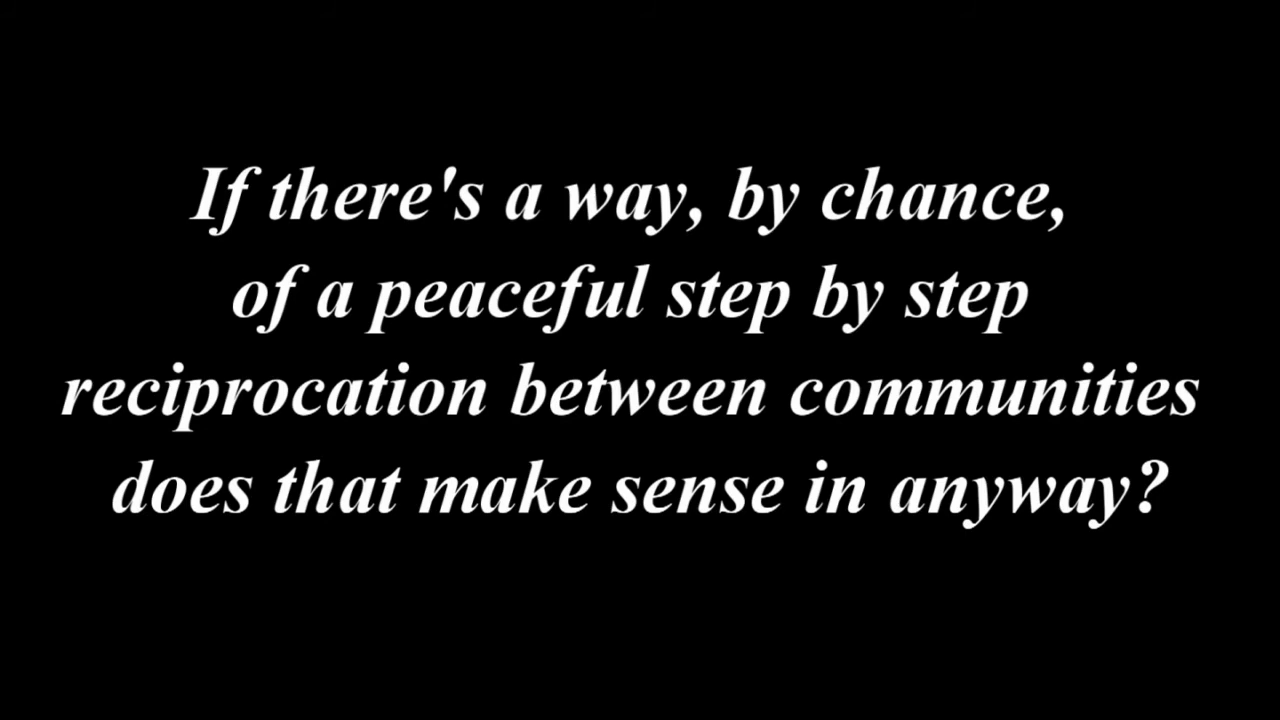 If there's a way, by chance,
of a peaceful step by step
reciprocation between communities
does that make sense in anyway?